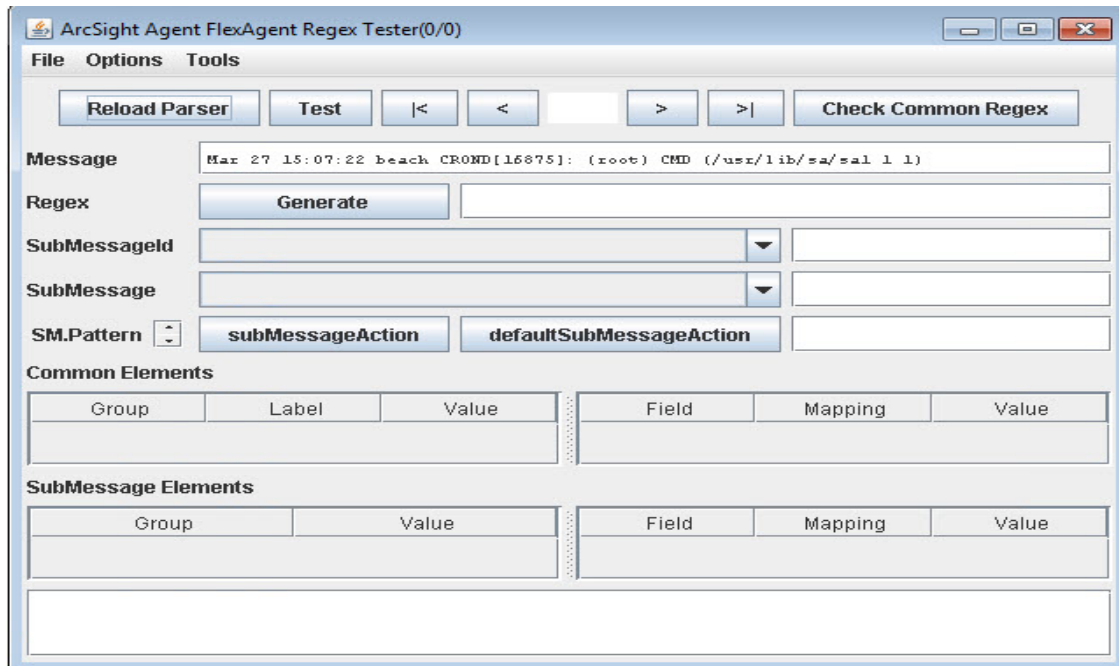 ArcSight Agent FlexAgent Regex Tester(0/0)
File Options Tools
Reload Parser Test |< < > >| Check Common Regex
Message Mar 27 15:07:22 beach CROND[16875]: (root) CMD (/usr/lib/sa/sa1 1 1)
Regex Generate
SubMessageId
SubMessage
SM.Pattern subMessageAction defaultSubMessageAction
Common Elements
Group Label Value Field Mapping Value
SubMessage Elements
Group Value Field Mapping Value